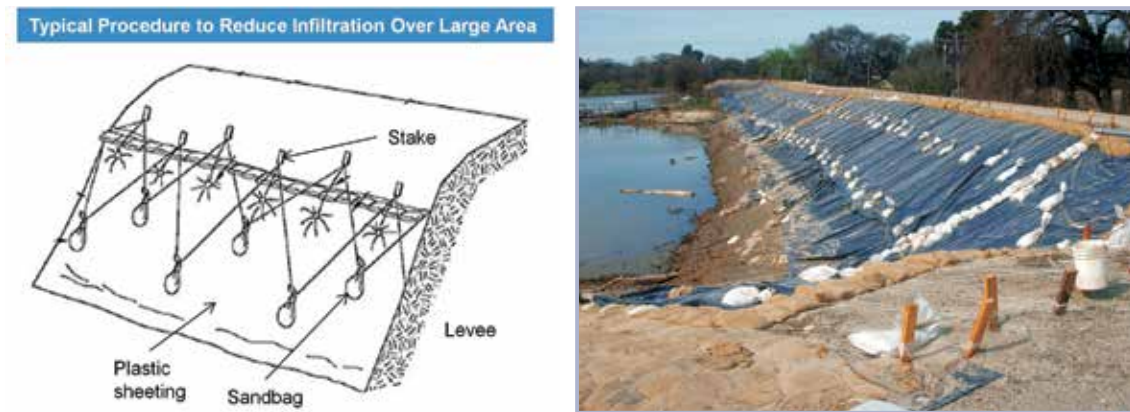 Typical Procedure to Reduce Infiltration Over Large Area
Stake
Levee
Plastic
sheeting
Sandbag